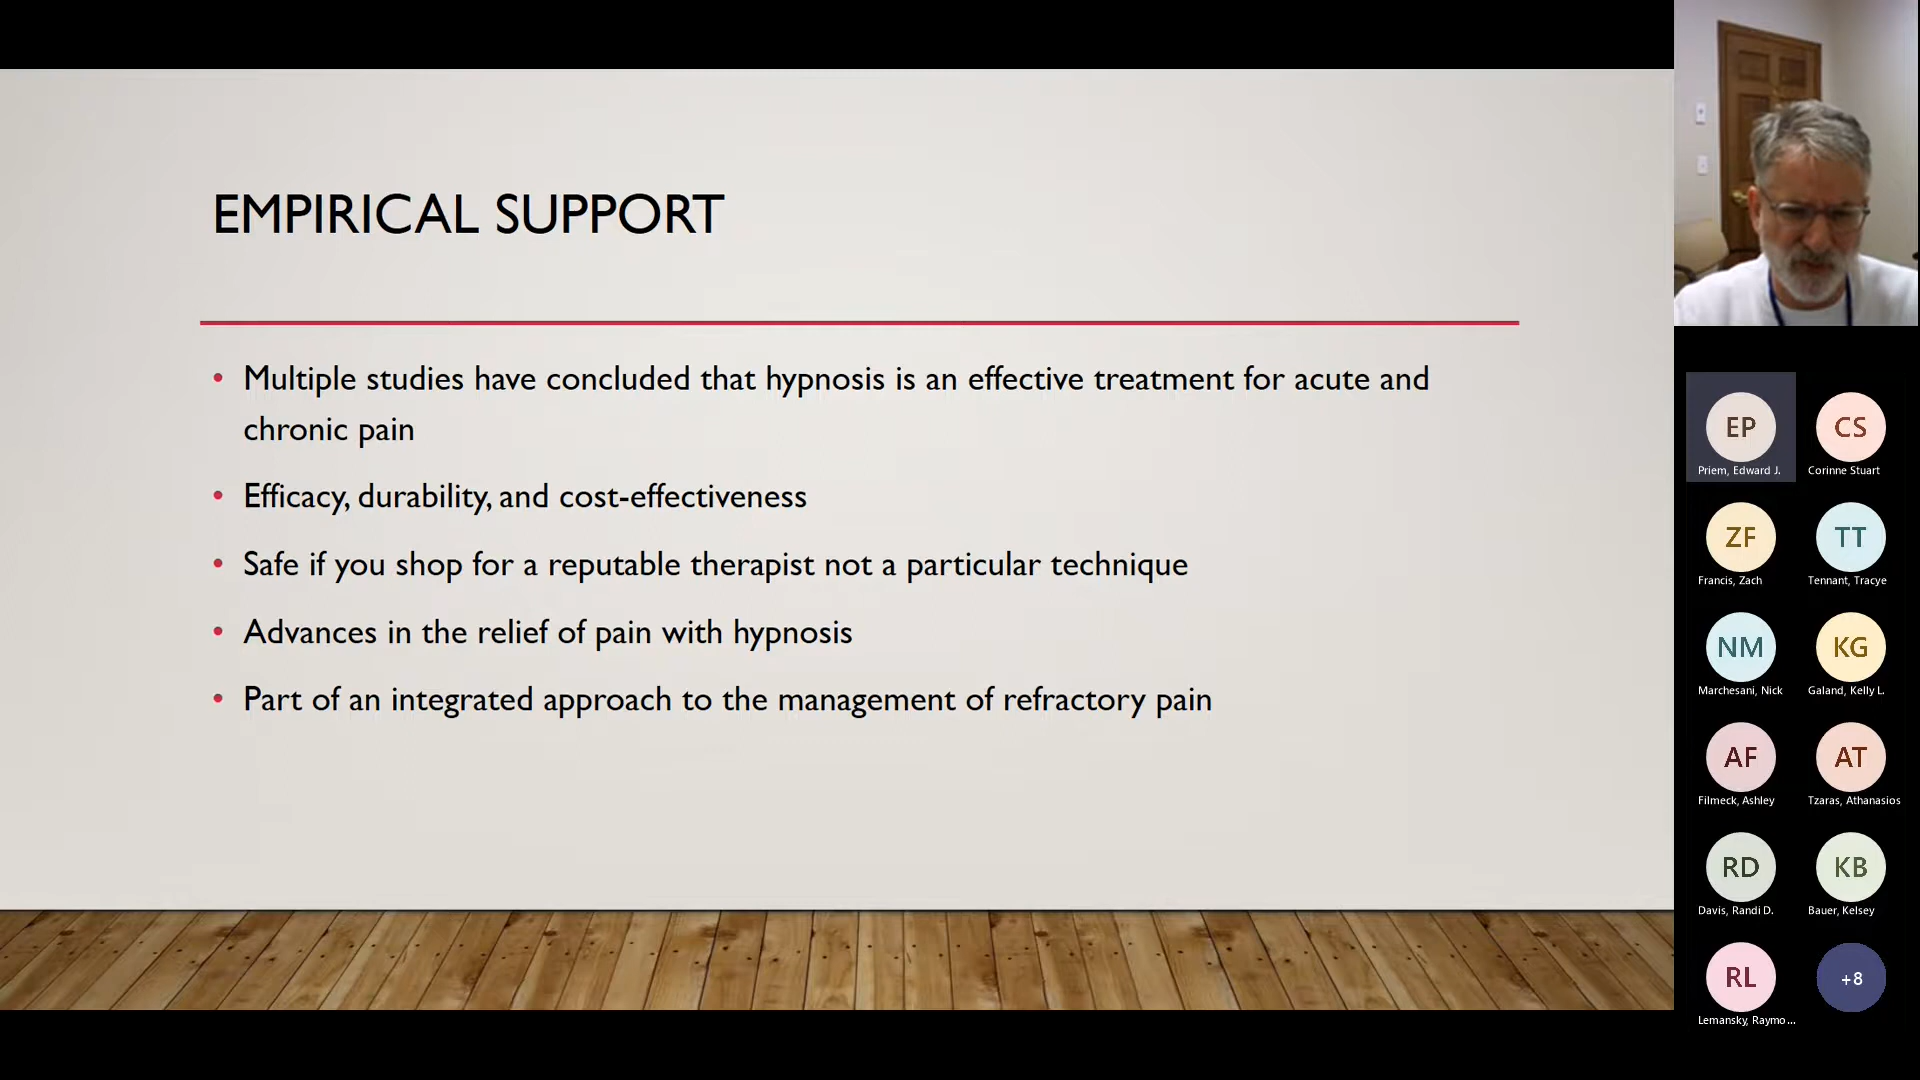 EMPIRICAL SUPPORT
• Multiple studies have concluded that hypnosis is an effective treatment for acute and
chronic pain
• Efficacy, durability, and cost-effectiveness
• Safe if you shop for a reputable therapist not a particular technique
• Advances in the relief of pain with hypnosis
• Part of an integrated approach to the management of refractory pain
EP
Priem, Edward J.
CS
Corinne Stuart
ZF
Francis, Zach
TT
Tennant, Tracye
NM
Marchesani, Nick
KG
Galand, Kelly L.
AF
Filmeck, Ashley
AT
Tzaras, Athanasios
RD
Davis, Randi D.
KB
Bauer, Kelsey
RL
Lemansky, Raymo...
+8